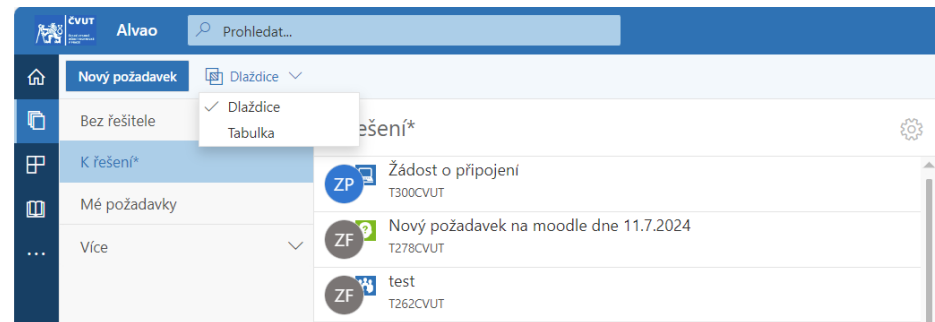 ČVUT
Alvao
Prohledat...
Nový požadavek
Dlaždice
Dlaždice
Tabulka
Bez řešitele
K řešení*
Mé požadavky
Více
ešení*
ZP
Žádost o připojení
T300CVUT
ZF
Nový požadavek na moodle dne 11.7.2024
T278CVUT
ZF
test
T262CVUT